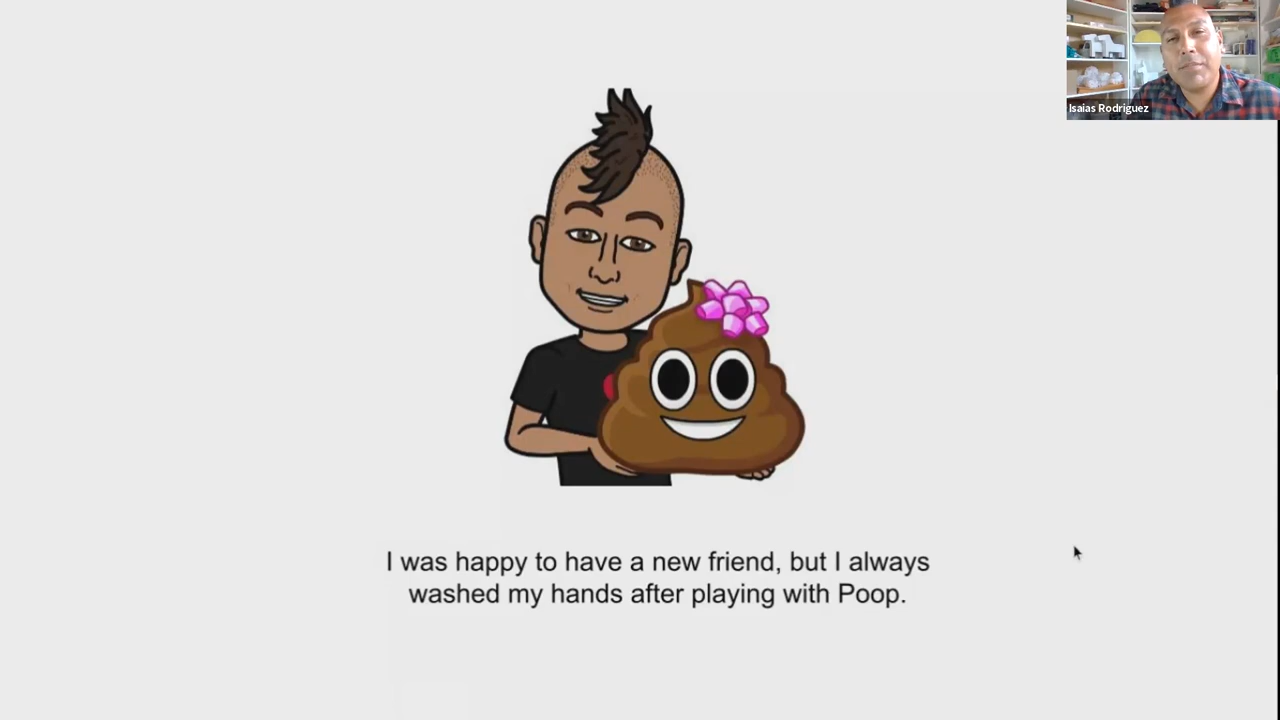 Isaias Rodriguez
I was happy to have a new friend, but I always
washed my hands after playing with Poop.